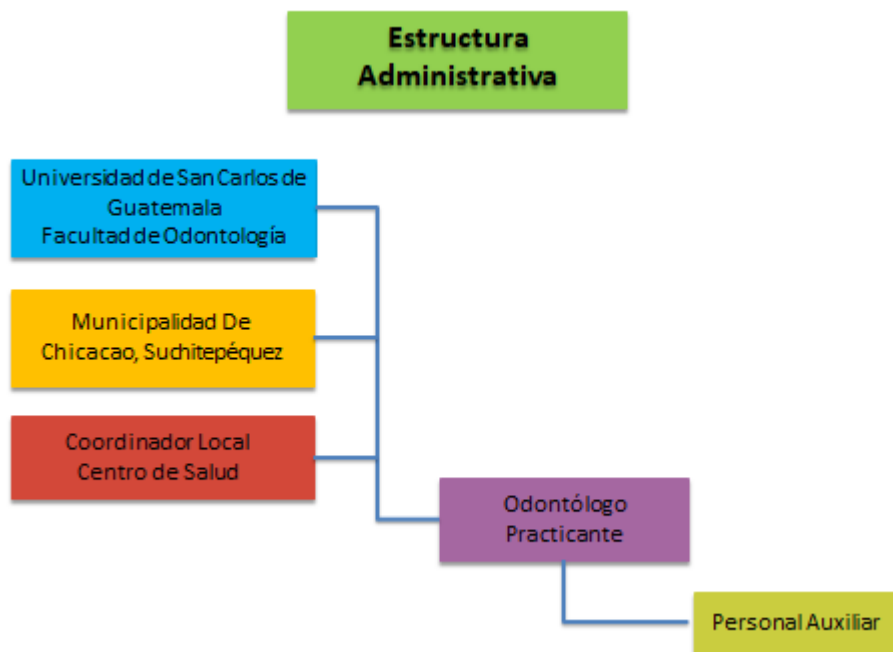 Estructura
Administrativa
Universidad de San Carlos de
Guatemala
Facultad de Odontología
Municipalidad De
Chicacao, Suchitepéquez
Coordinador Local
Centro de Salud
Odontólogo
Practicante
Personal Auxiliar